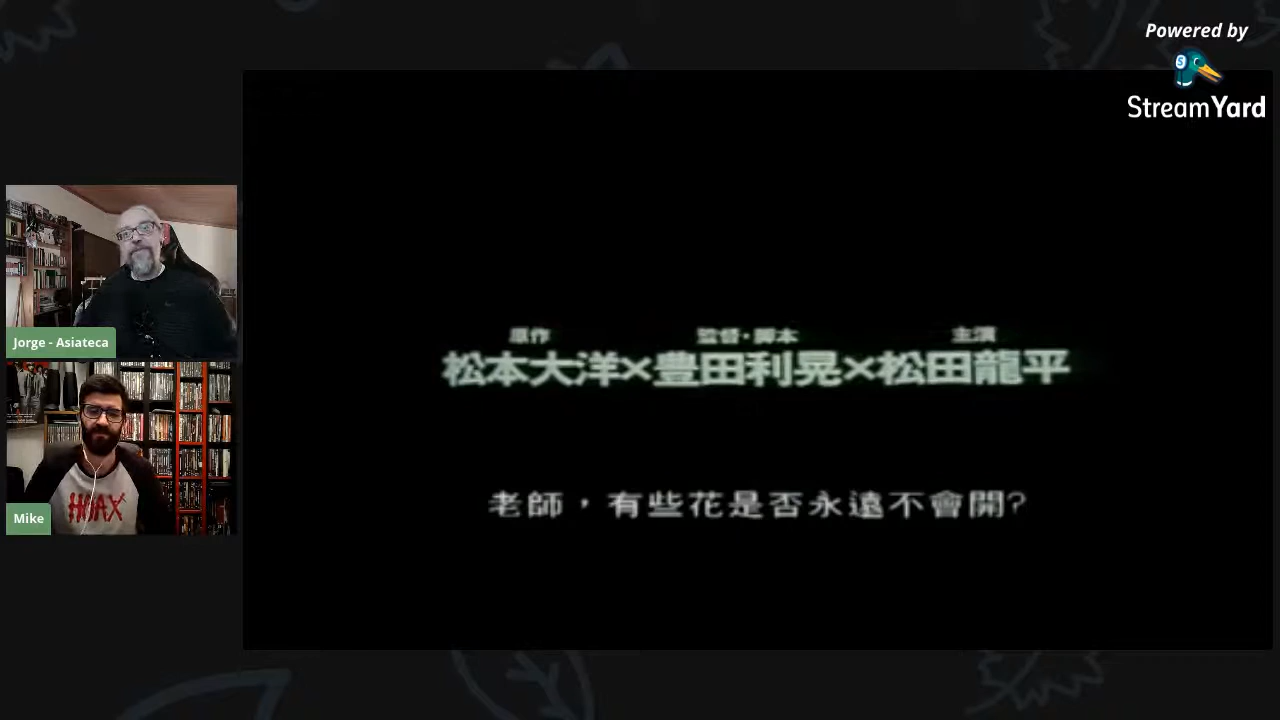 Powered by
StreamYard
Jorge - Asiateca
HOAX
Mike
原作 監督・脚本 主演
松本大洋×豊田利晃×松田龍平
老師，有些花是否永遠不會開?